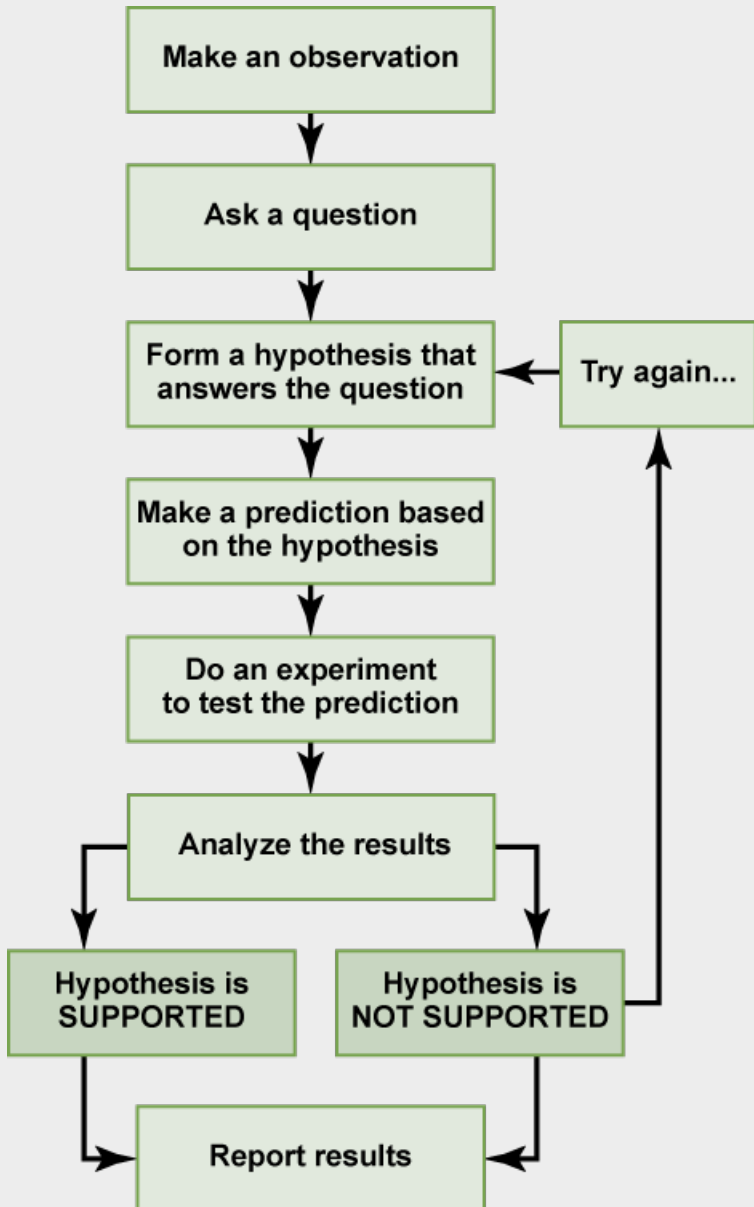 Make an observation
Ask a question
Form a hypothesis that
answers the question
Try again...
Make a prediction based
on the hypothesis
Do an experiment
to test the prediction
Analyze the results
Hypothesis is
SUPPORTED
Hypothesis is
NOT SUPPORTED
Report results